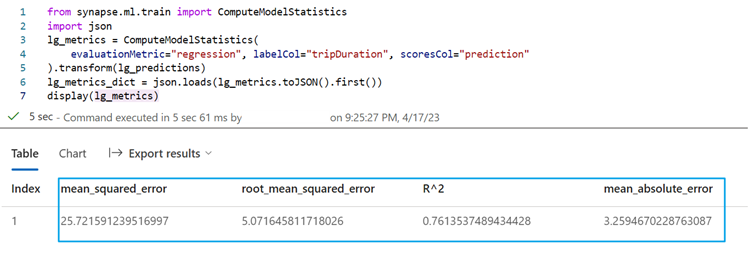 1 from synapse.ml.train import ComputeModelStatistics
2 import json
3 lg_metrics = ComputeModelStatistics(
4     evaluationMetric="regression", labelCol="tripDuration", scoresCol="prediction"
5 ).transform(lg_predictions)
6 lg_metrics_dict = json.loads(lg_metrics.toJSON().first())
7 display(lg_metrics)
5 sec - Command executed in 5 sec 61 ms by on 9:25:27 PM, 4/17/23
Table Chart Export results
Index mean_squared_error root_mean_squared_error R^2 mean_absolute_error
1 25.721591239516997 5.071645811718026 0.7613537489434428 3.2594670228763087